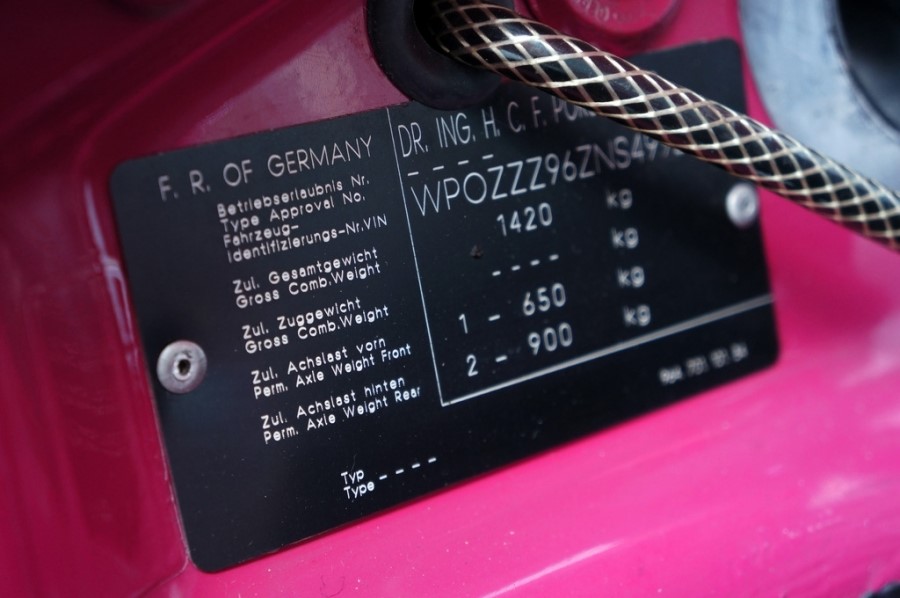 F. R. OF GERMANY
DR. ING. H. C. F.
Betriebserlaubnis Nr.
Type Approval No.
----
Fahrzeug-
Identifizierungs-Nr.VIN
WPOZZZ96ZNS49
Zul. Gesamtgewicht
Gross Comb.Weight
1420 kg
Zul. Zuggewicht
Gross Comb.Weight
---- kg
Zul. Achslast vorn
Perm. Axle Weight Front
1 - 650 kg
Zul. Achslast hinten
Perm. Axle Weight Rear
2 - 900 kg
Typ
Type ----